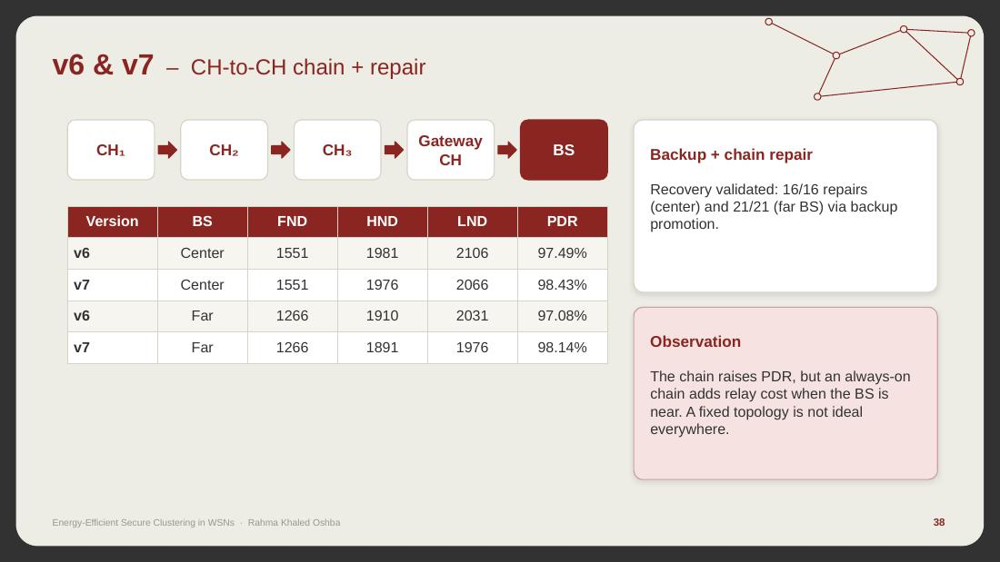 v6 & v7 – CH-to-CH chain + repair
CH₁
CH₂
CH₃
Gateway
CH
BS
Version BS FND HND LND PDR
v6 Center 1551 1981 2106 97.49%
v7 Center 1551 1976 2066 98.43%
v6 Far 1266 1910 2031 97.08%
v7 Far 1266 1891 1976 98.14%
Backup + chain repair
Recovery validated: 16/16 repairs
(center) and 21/21 (far BS) via backup
promotion.
Observation
The chain raises PDR, but an always-on
chain adds relay cost when the BS is
near. A fixed topology is not ideal
everywhere.
Energy-Efficient Secure Clustering in WSNs · Rahma Khaled Oshba
38